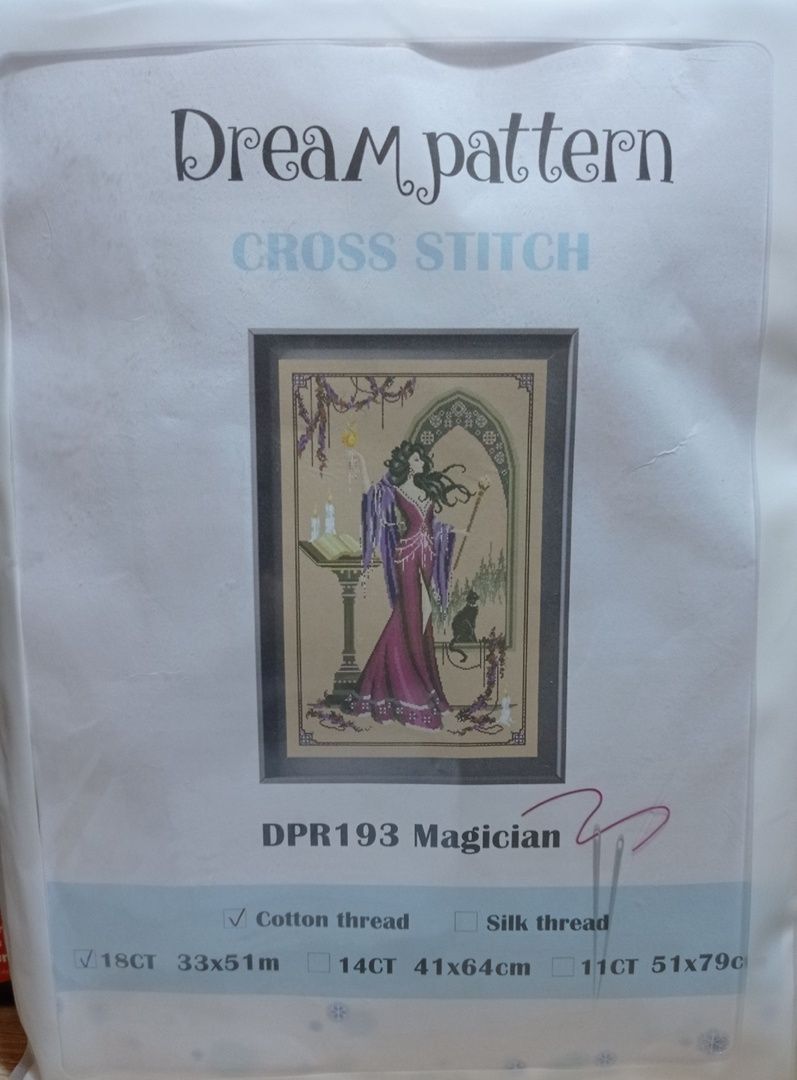 Dream pattern
CROSS STITCH
DPR193 Magician
Cotton thread Silk thread
18CT 33x51m 14CT 41x64cm 11CT 51x79c